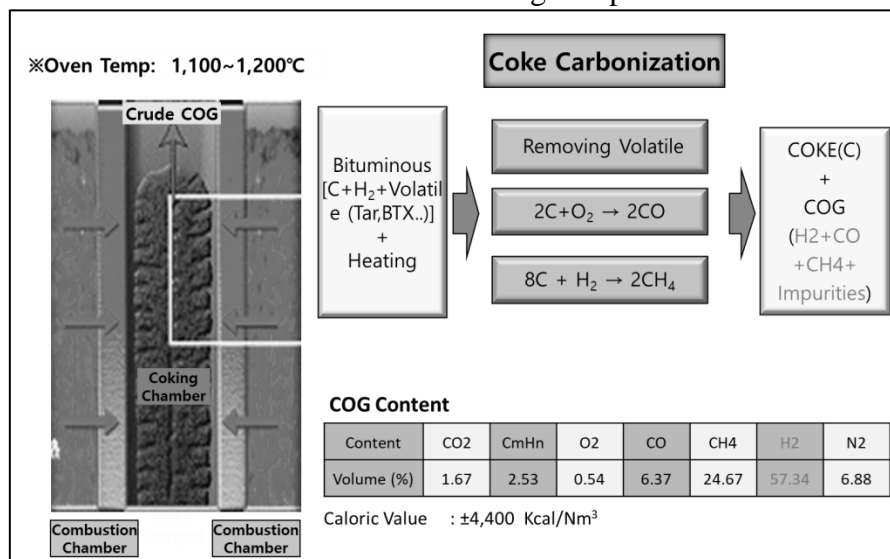 ※Oven Temp: 1,100~1,200℃
Coke Carbonization
Crude COG
Coking
Chamber
Combustion
Chamber
Combustion
Chamber
Bituminous
[C+H₂+Volatil
e (Tar,BTX..)]
+
Heating
Removing Volatile
2C+O₂ → 2CO
8C + H₂ → 2CH₄
COKE(C)
+
COG
(H2+CO
+CH4+
Impurities)
COG Content
Content CO2 CmHn O2 CO CH4 H2 N2
Volume (%) 1.67 2.53 0.54 6.37 24.67 57.34 6.88
Caloric Value : ±4,400 Kcal/Nm³